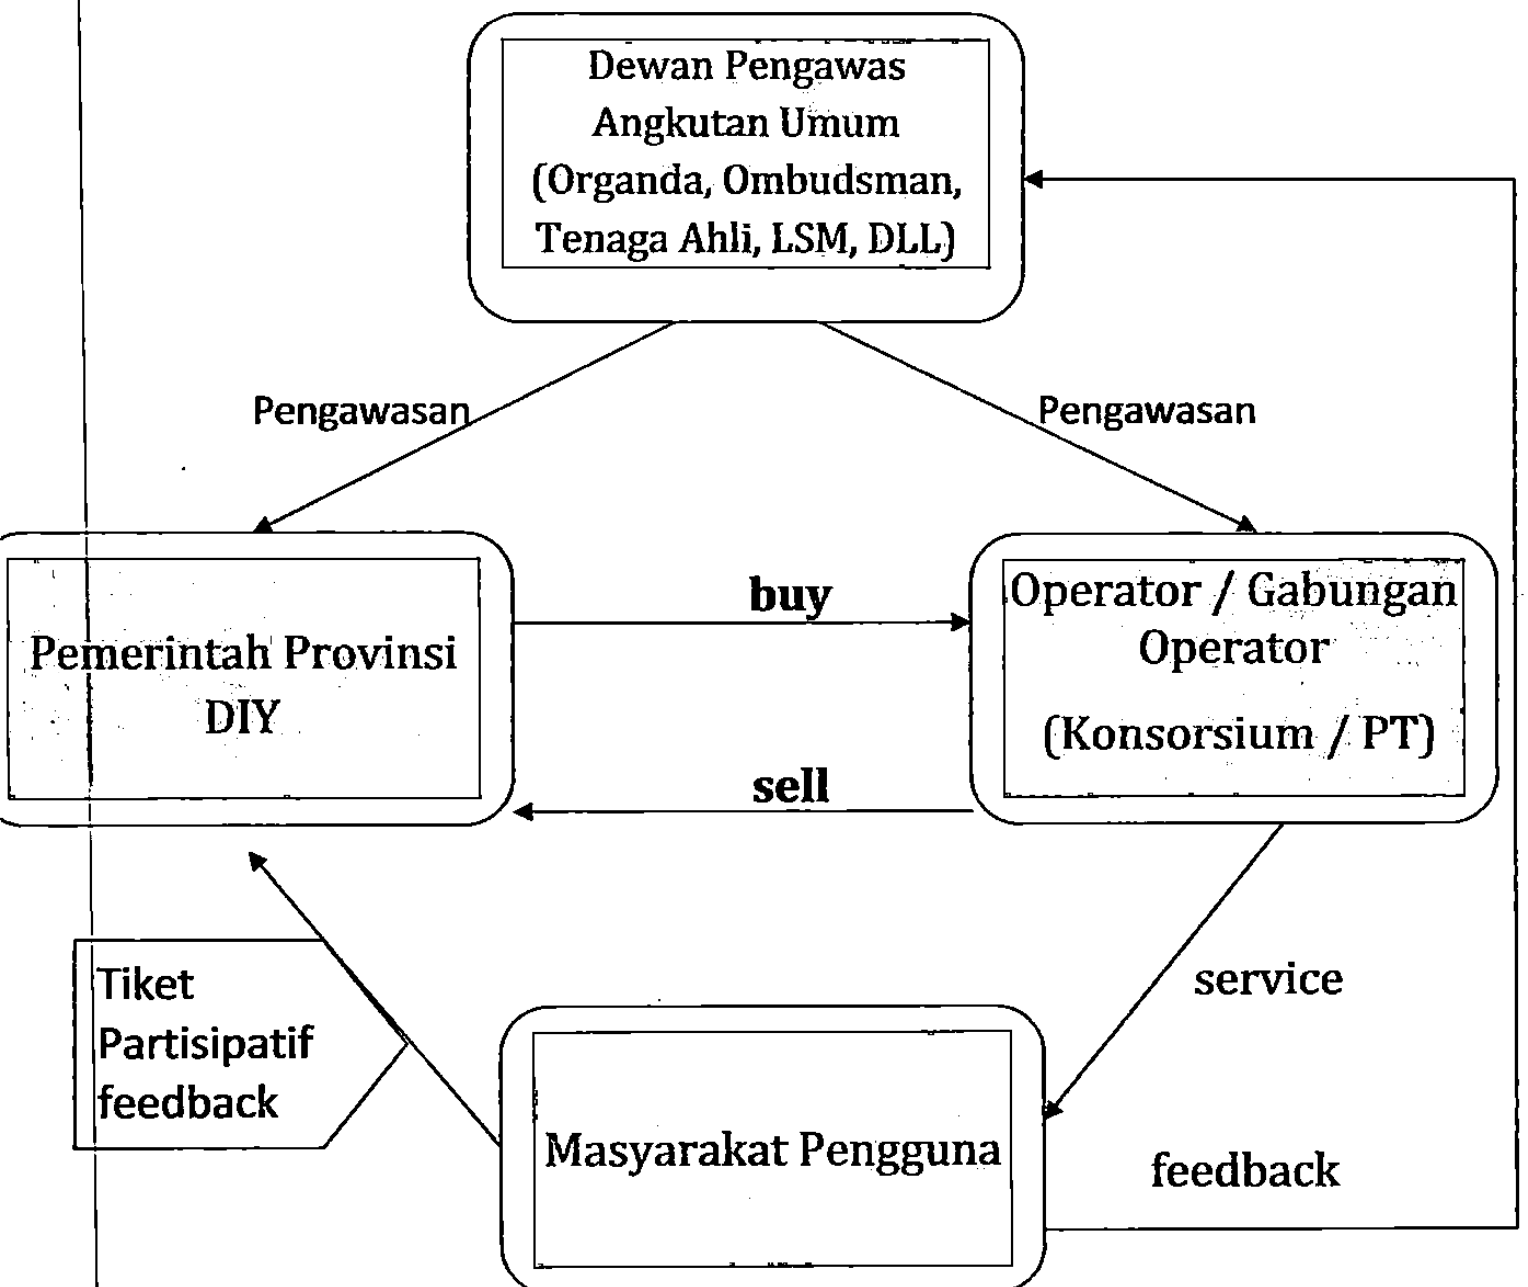 Dewan Pengawas
Angkutan Umum
(Organda, Ombudsman,
Tenaga Ahli, LSM, DLL)
Pengawasan
Pengawasan
buy
Pemerintah Provinsi
DIY
Operator / Gabungan
Operator
(Konsorsium / PT)
sell
Tiket
Partisipatif
feedback
service
Masyarakat Pengguna
feedback